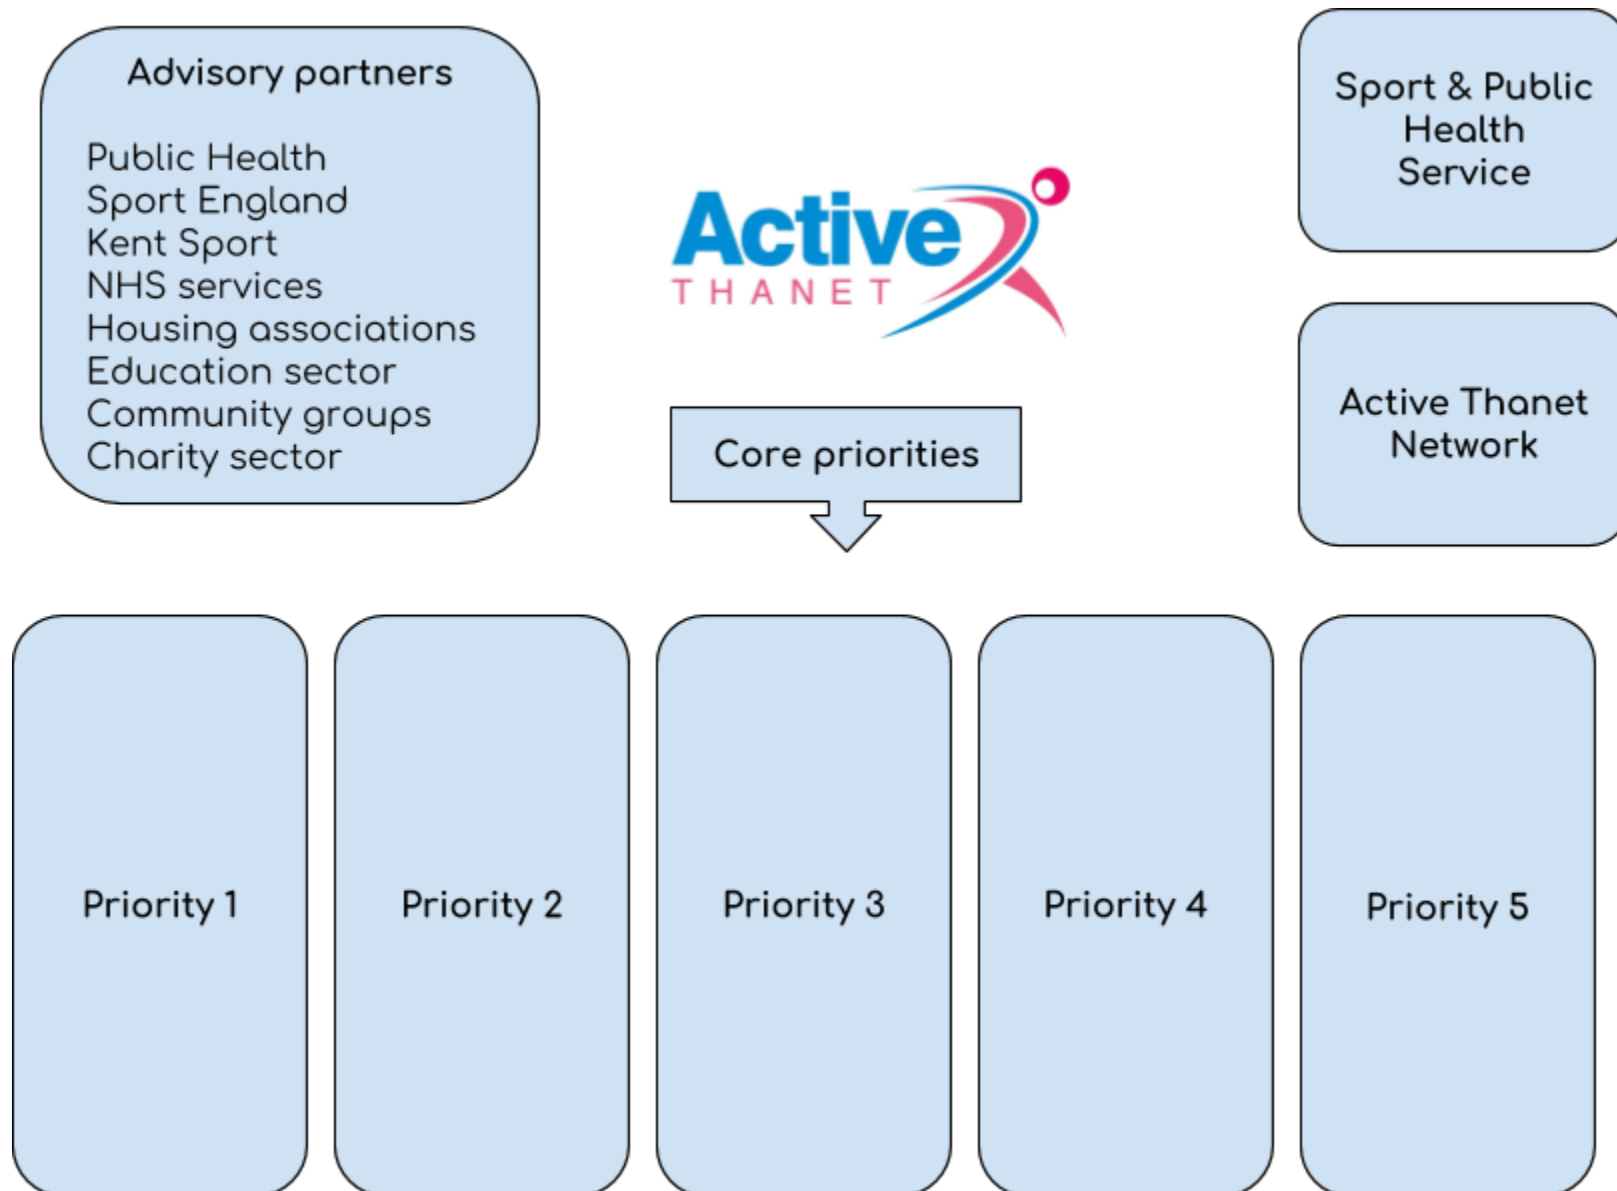 Advisory partners
Public Health
Sport England
Kent Sport
NHS services
Housing associations
Education sector
Community groups
Charity sector
Active
THANET
Core priorities
Sport & Public
Health
Service
Active Thanet
Network
Priority 1
Priority 2
Priority 3
Priority 4
Priority 5